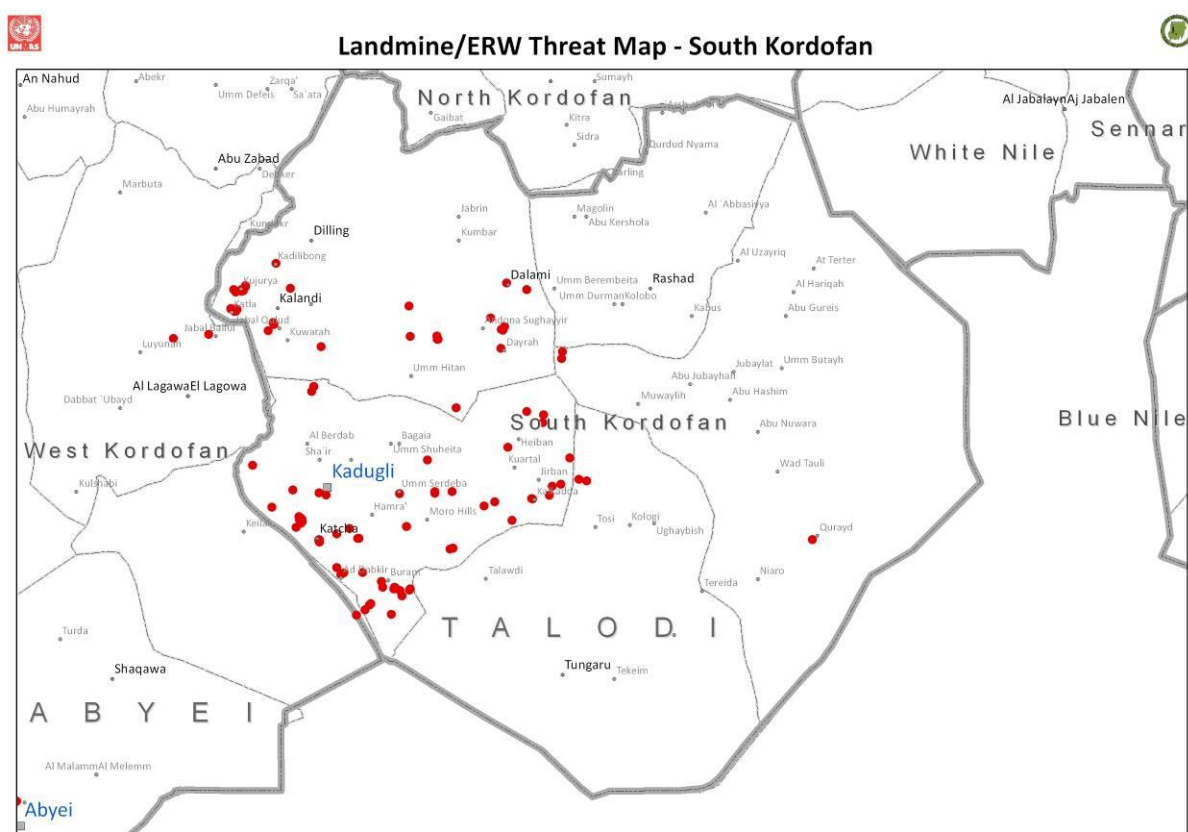 Landmine/ERW Threat Map - South Kordofan
An Nahud
Abekr
Zarqa'
Sumayh
Umm Defeis
Sa`ata
North Kordofan
Al JabalaynAj Jabalen
Abu Humayrah
Gaibat
Kitra
Sennar
Sidra
Qurdud Nyama
White Nile
Abu Zabad
Marbuta
Jabrin
Magolin
Al `Abbasiyya
Abu Kershola
Dilling
Kumbar
Al Uzayriq
Kadilibong
At Terter
Kujurya
Dalami
Umm Berembeita
Rashad
Al Hariqah
Kalandi
Umm Durman
Kolobo
Katla
Kabus
Abu Gureis
Kuwarah
Luyunah
Dayrah
Umm Hitan
Jubaylat
Umm Butayh
Abu Jubayhah
Al LagawaEl Lagowa
Dabbat `Ubayd
Muwaylih
Abu Hashim
South Kordofan
Blue Nile
Abu Nuwara
Al Berdab
Bagaia
Heiban
West Kordofan
Sha`ir
Umm Shuheita
Kadugli
Kuartal
Wad Tauli
Jirban
Kulshabi
Umm Serdeba
Hamra'
Moro Hills
Tosi
Kologi
Ughaybish
Katcha
Qurayd
Buram
Talawdi
Niaro
Tereida
TALODI
Turda
Shaqawa
Tungaru
Tekeim
ABYEI
Al MalammAl Melemm
Abyei